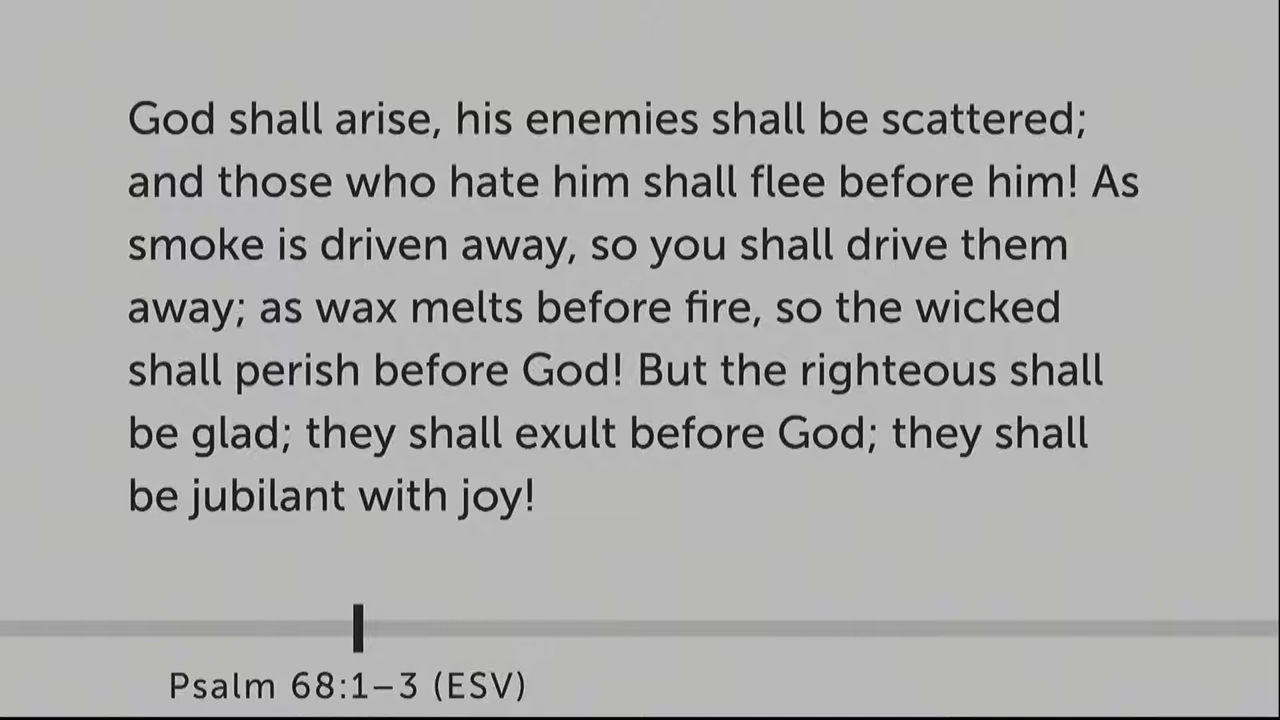 God shall arise, his enemies shall be scattered;
and those who hate him shall flee before him! As
smoke is driven away, so you shall drive them
away; as wax melts before fire, so the wicked
shall perish before God! But the righteous shall
be glad; they shall exult before God; they shall
be jubilant with joy!
Psalm 68:1–3 (ESV)